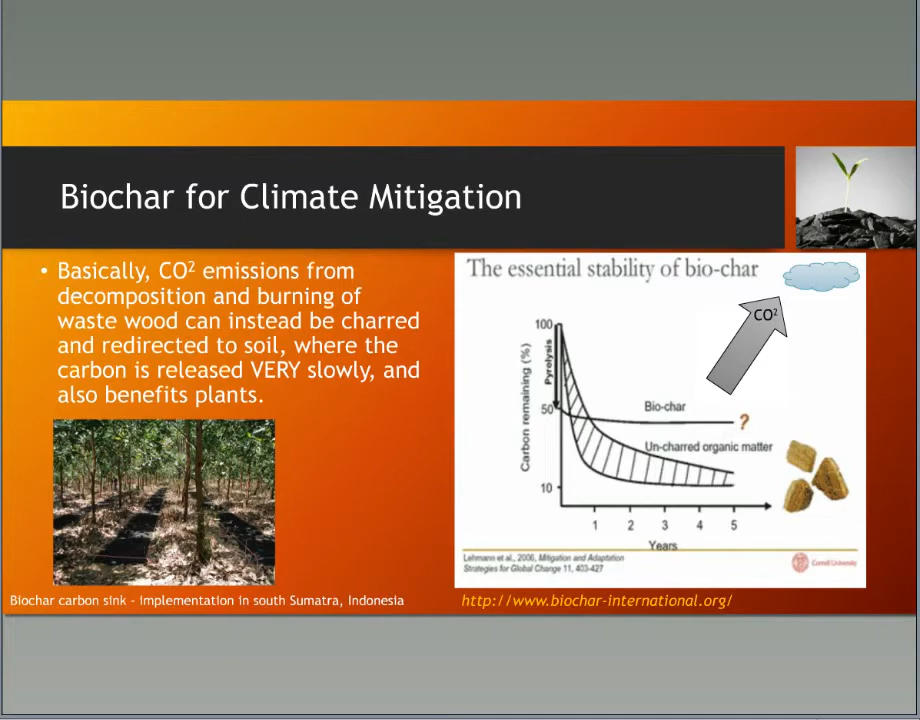 Biochar for Climate Mitigation
• Basically, CO² emissions from
decomposition and burning of
waste wood can instead be charred
and redirected to soil, where the
carbon is released VERY slowly, and
also benefits plants.
Biochar carbon sink - implementation in south Sumatra, Indonesia
The essential stability of bio-char
CO²
100
50
10
Carbon remaining (%)
Pyrolysis
Bio-char
?
Un-charred organic matter
1 2 3 4 5
Years
Lehmann et al., 2006, Mitigation and Adaptation
Strategies for Global Change 11, 403-427
Cornell University
http://www.biochar-international.org/